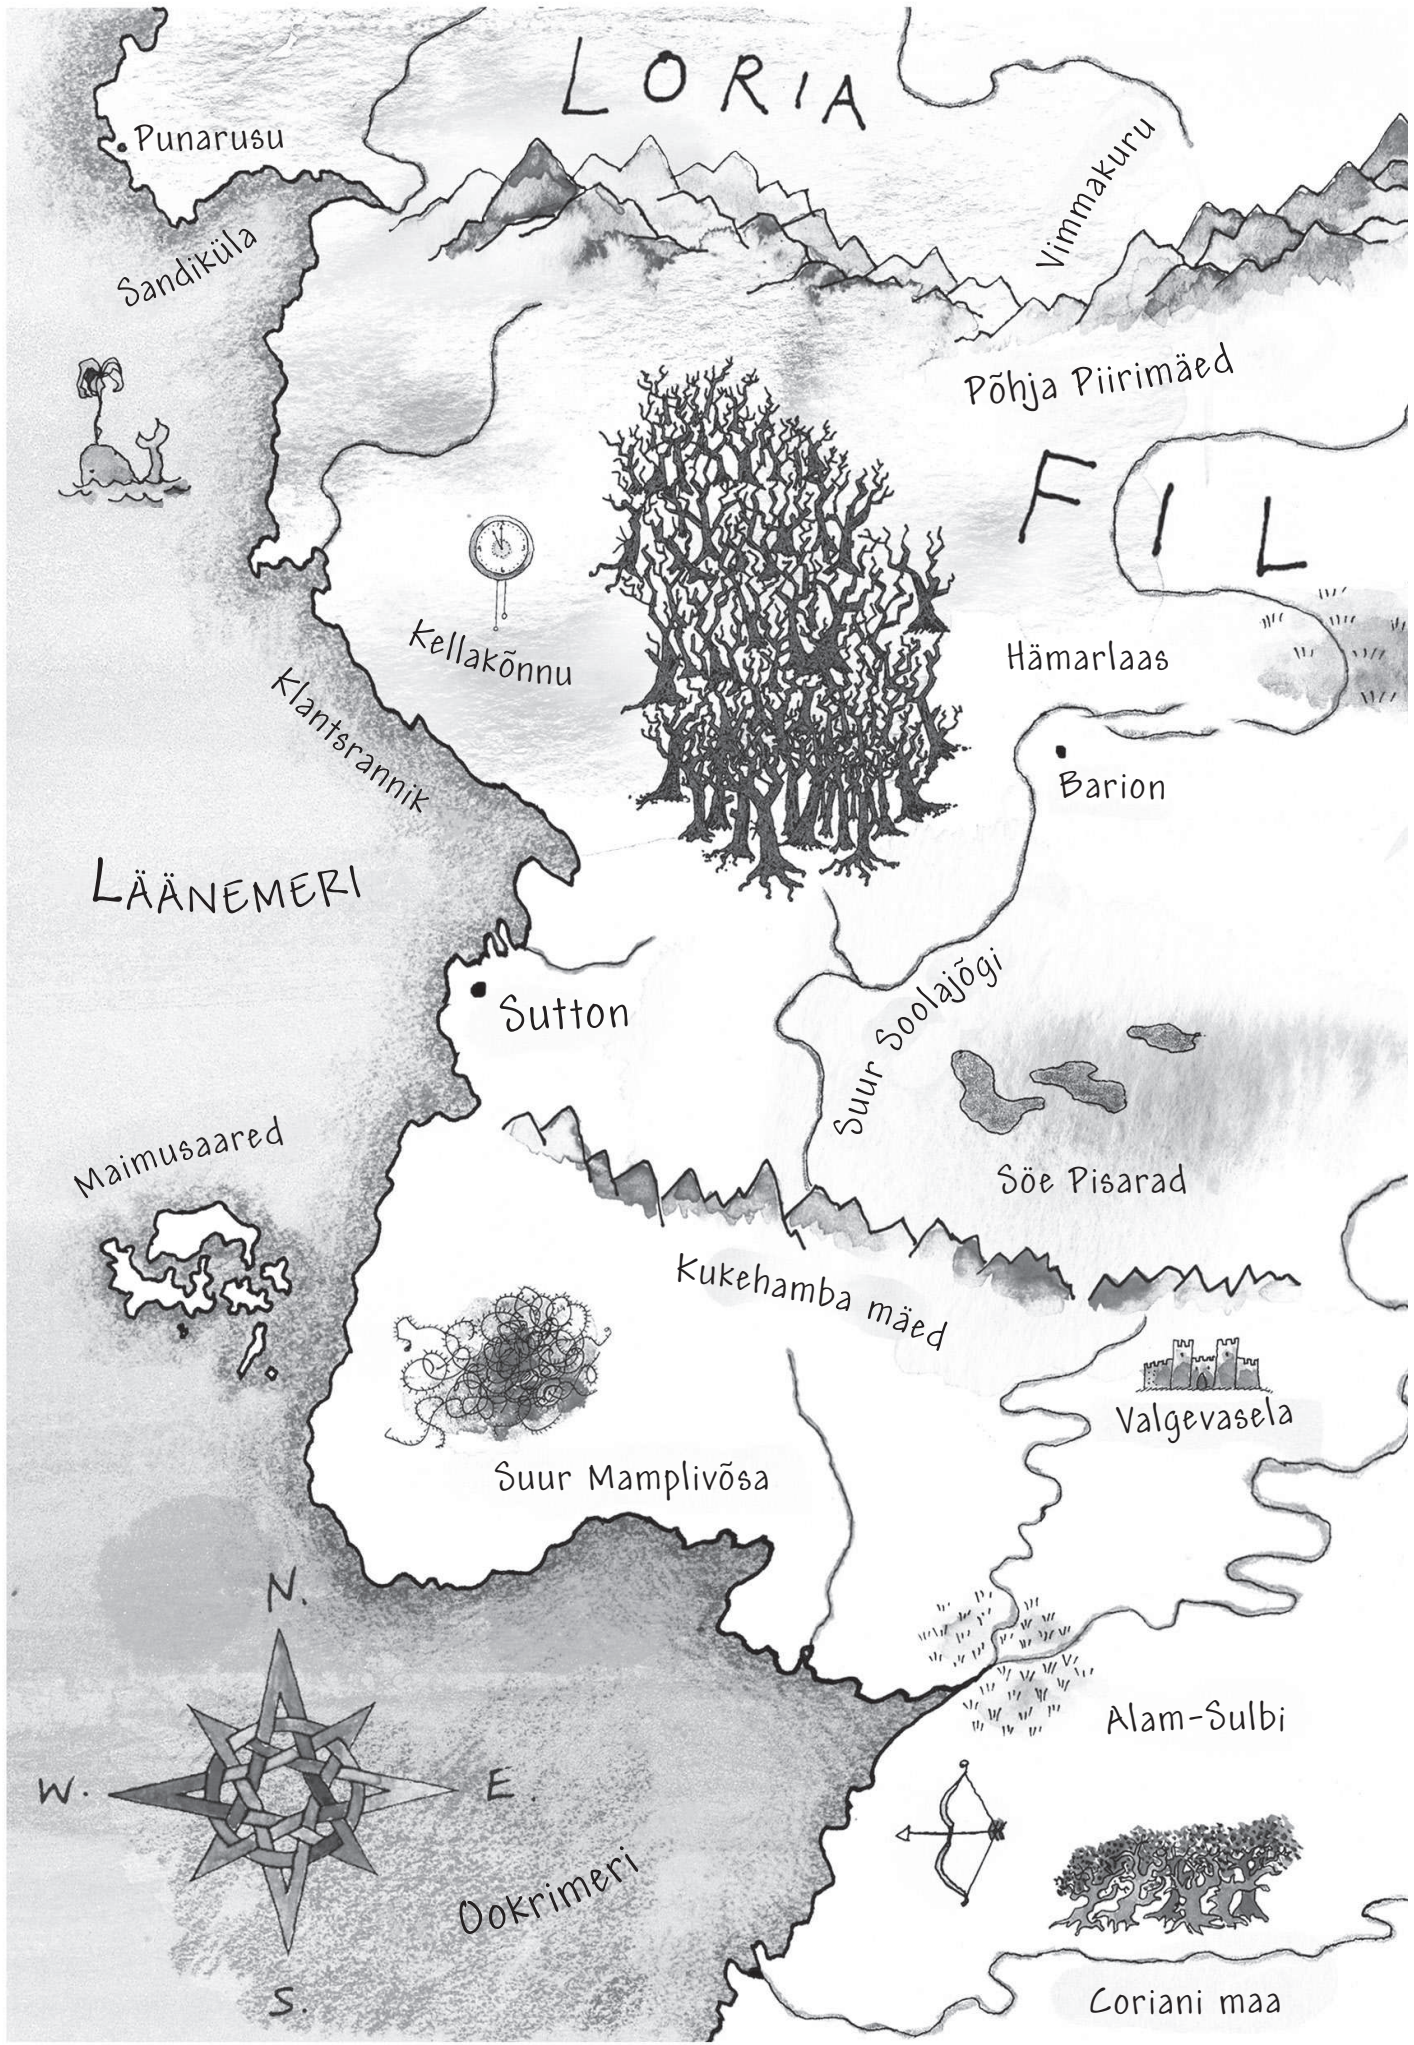 LORIA
Punarusu
Vimmakuru
Sandiküla
Põhja Piirimäed
FIL
Kellakõnnu
Hämarlaas
Klantsrannik
Barion
LÄÄNEMERI
Sutton
Suur Soolajõgi
Maimusaared
Söe Pisarad
Kukehamba mäed
Valgevasela
Suur Mamplivõsa
N.
Alam-Sulbi
W.
E.
Ookrimeri
S.
Coriani maa